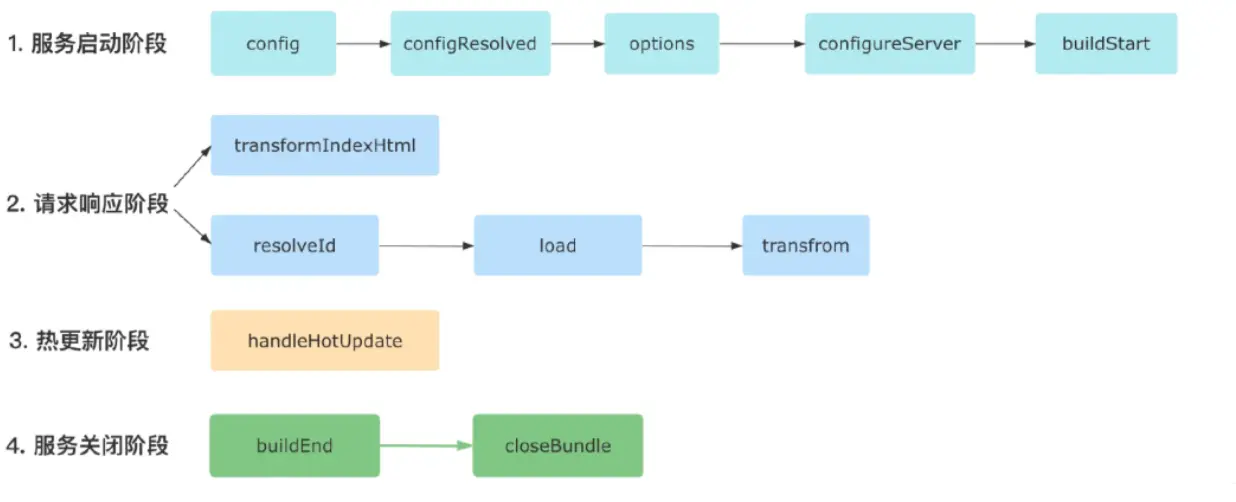 1. 服务启动阶段
config
configResolved
options
configureServer
buildStart
transformIndexHtml
2. 请求响应阶段
resolveId
load
transfrom
3. 热更新阶段
handleHotUpdate
4. 服务关闭阶段
buildEnd
closeBundle